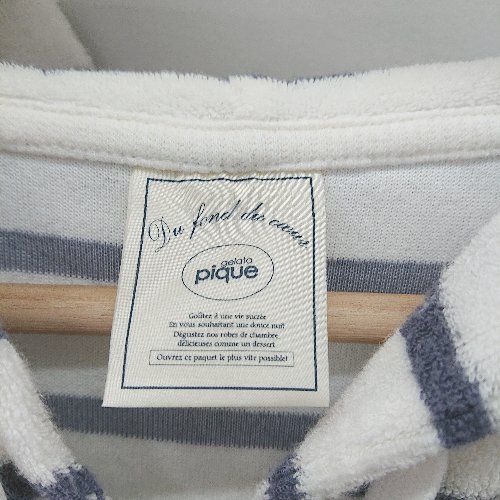 Du fond du cœur
gelato
pique
Goûtez à une vie sucrée
En vous souhaitant une douce nuit
Dégustez nos robes de chambre
délicieuses comme un dessert
Ouvrez ce paquet le plus vite possible!